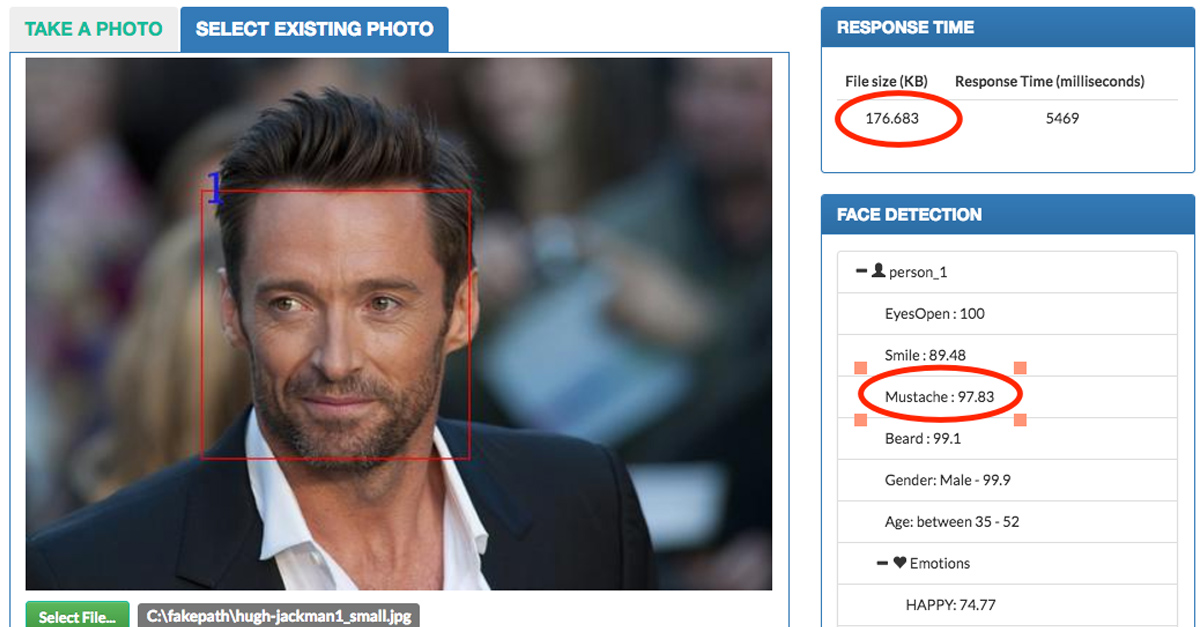 TAKE A PHOTO
SELECT EXISTING PHOTO
1
Select File...
C:\fakepath\hugh-jackman1_small.jpg
RESPONSE TIME
File size (KB) Response Time (milliseconds)
176.683 5469
FACE DETECTION
person_1
EyesOpen : 100
Smile : 89.48
Mustache : 97.83
Beard : 99.1
Gender: Male - 99.9
Age: between 35 - 52
Emotions
HAPPY: 74.77